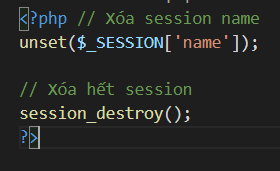 <?php // Xóa session name
unset($_SESSION['name']);
// Xóa hết session
session_destroy();
?>